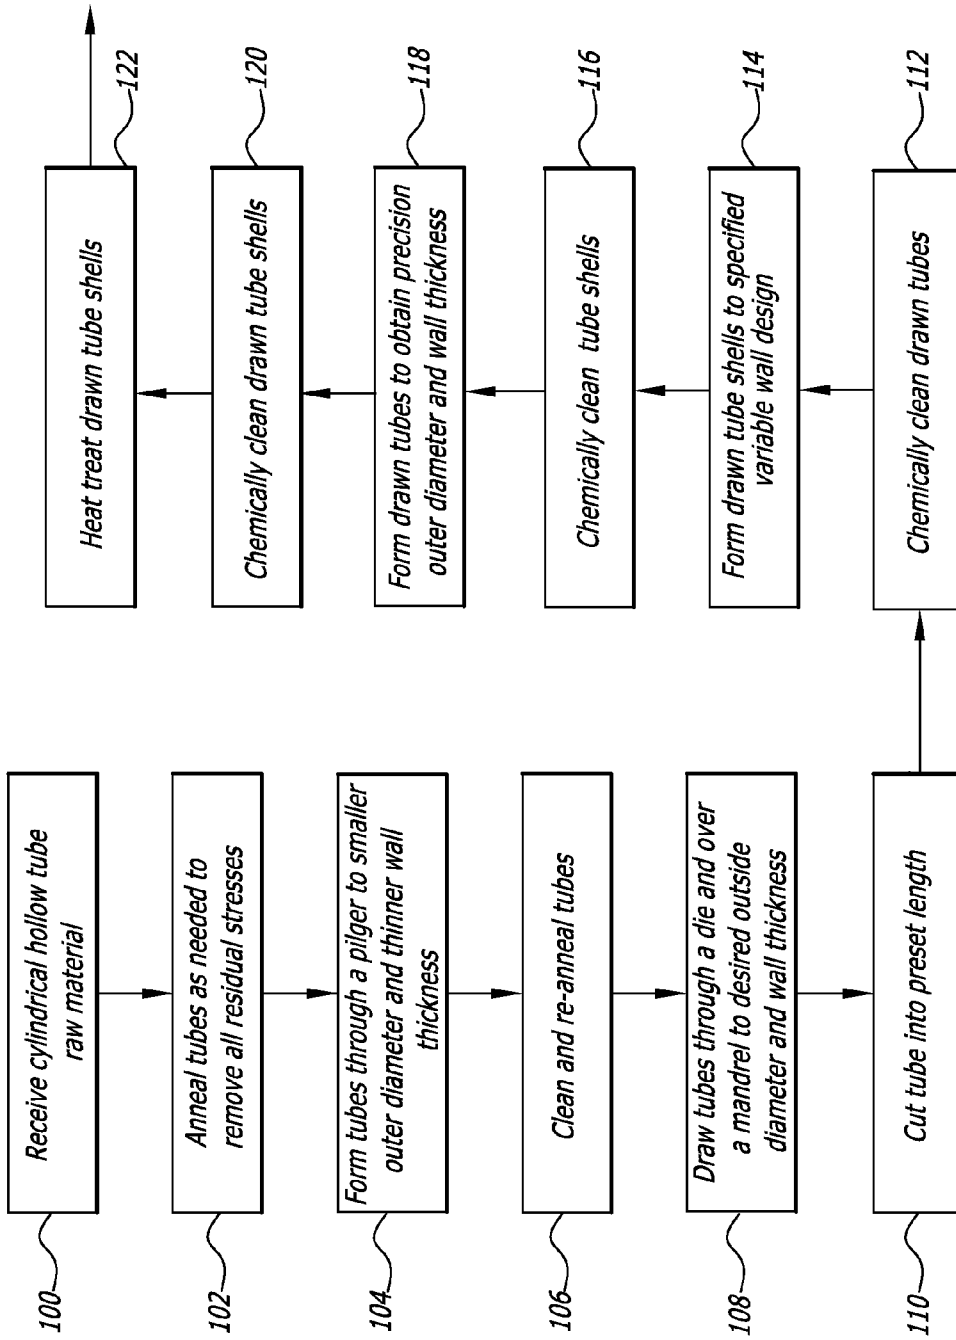 100
Receive cylindrical hollow tube
raw material
102
Anneal tubes as needed to
remove all residual stresses
104
Form tubes through a pilger to smaller
outer diameter and thinner wall
thickness
106
Clean and re-anneal tubes
108
Draw tubes through a die and over
a mandrel to desired outside
diameter and wall thickness
110
Cut tube into preset length
112
Chemically clean drawn tubes
114
Form drawn tube shells to specified
variable wall design
116
Chemically clean tube shells
118
Form drawn tubes to obtain precision
outer diameter and wall thickness
120
Chemically clean drawn tube shells
122
Heat treat drawn tube shells